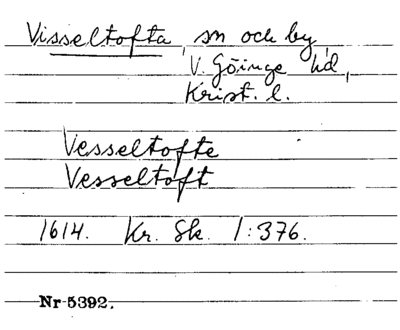 Visseltofta, sn och by,
V. Göinge hd,
Krist. l.
Vesseltofte
Vesseltoft
1614. Kr. Sk. 1:376.
Nr 5392.